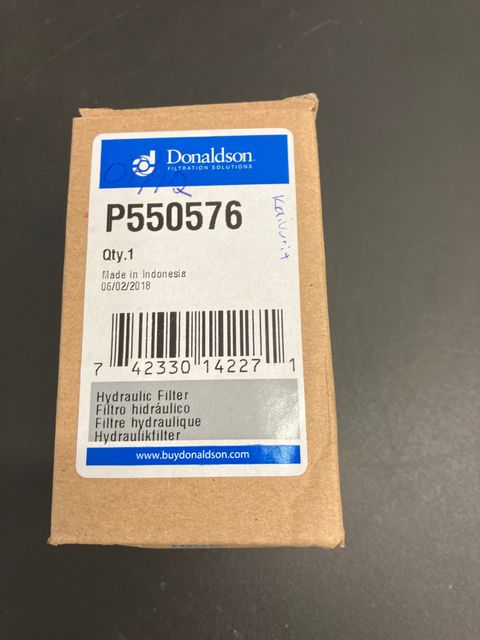 Donaldson.
FILTRATION SOLUTIONS
P550576
Kaivurit
Qty.1
Made in Indonesia
06/02/2018
7 42330 14227 1
Hydraulic Filter
Filtro hidráulico
Filtre hydraulique
Hydraulikfilter
www.buydonaldson.com